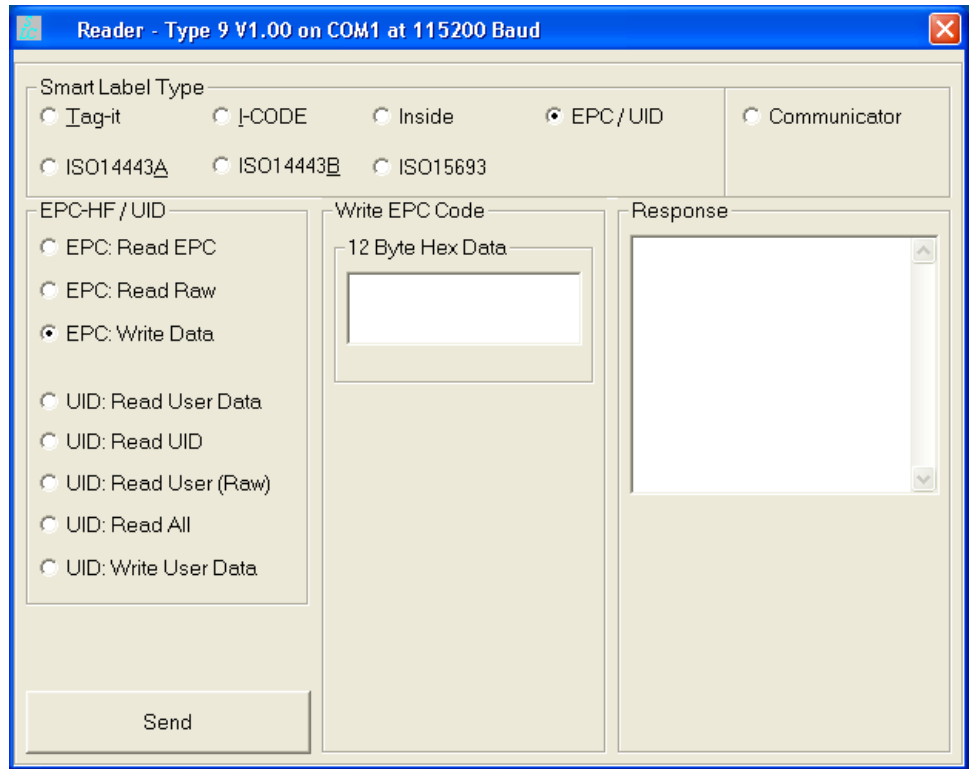 Reader - Type 9 V1.00 on COM1 at 115200 Baud
Smart Label Type
Tag-it I-CODE Inside EPC / UID Communicator
ISO14443A ISO14443B ISO15693
EPC-HF / UID
EPC: Read EPC
EPC: Read Raw
EPC: Write Data
UID: Read User Data
UID: Read UID
UID: Read User (Raw)
UID: Read All
UID: Write User Data
Send
Write EPC Code
12 Byte Hex Data
Response